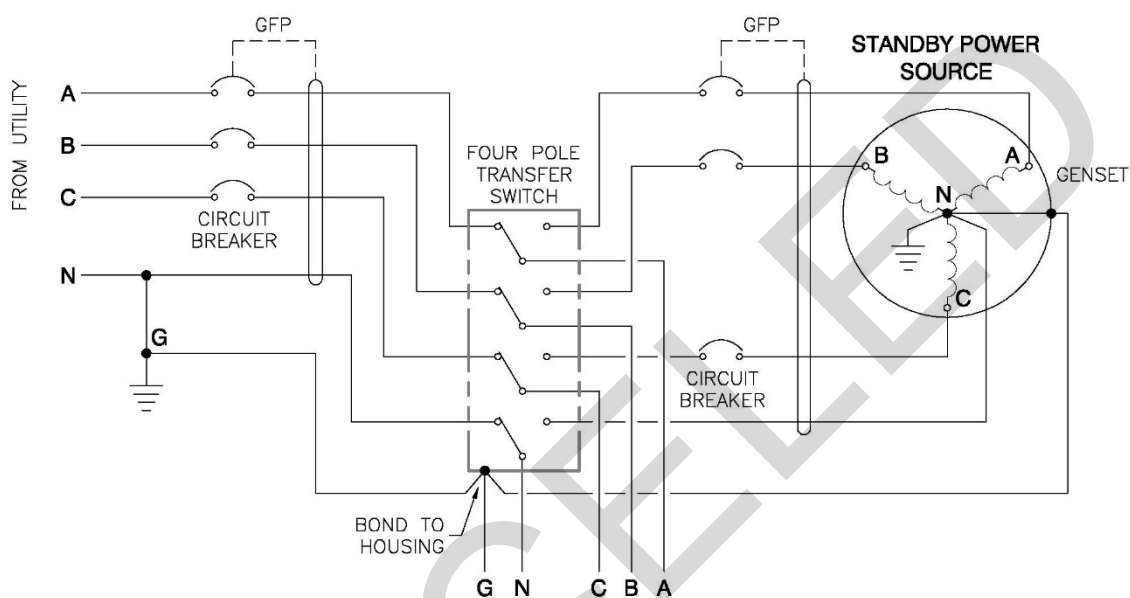 GFP
GFP
STANDBY POWER
SOURCE
FROM UTILITY
A
B
C
N
G
CIRCUIT
BREAKER
FOUR POLE
TRANSFER
SWITCH
B
A
N
C
GENSET
CIRCUIT
BREAKER
BOND TO
HOUSING
G N C B A
CELED